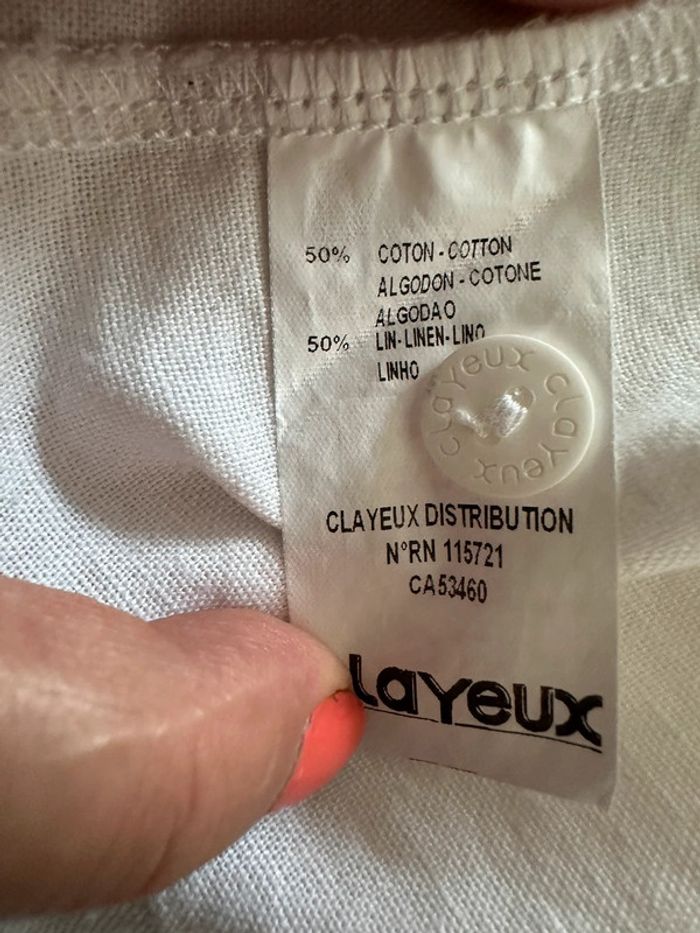 50% COTON - COTTON
ALGODON - COTONE
ALGODAO
50% LIN - LINEN - LINO
LINHO
clayeux clayeux clayeux
CLAYEUX DISTRIBUTION
N°RN 115721
CA53460
Layeux